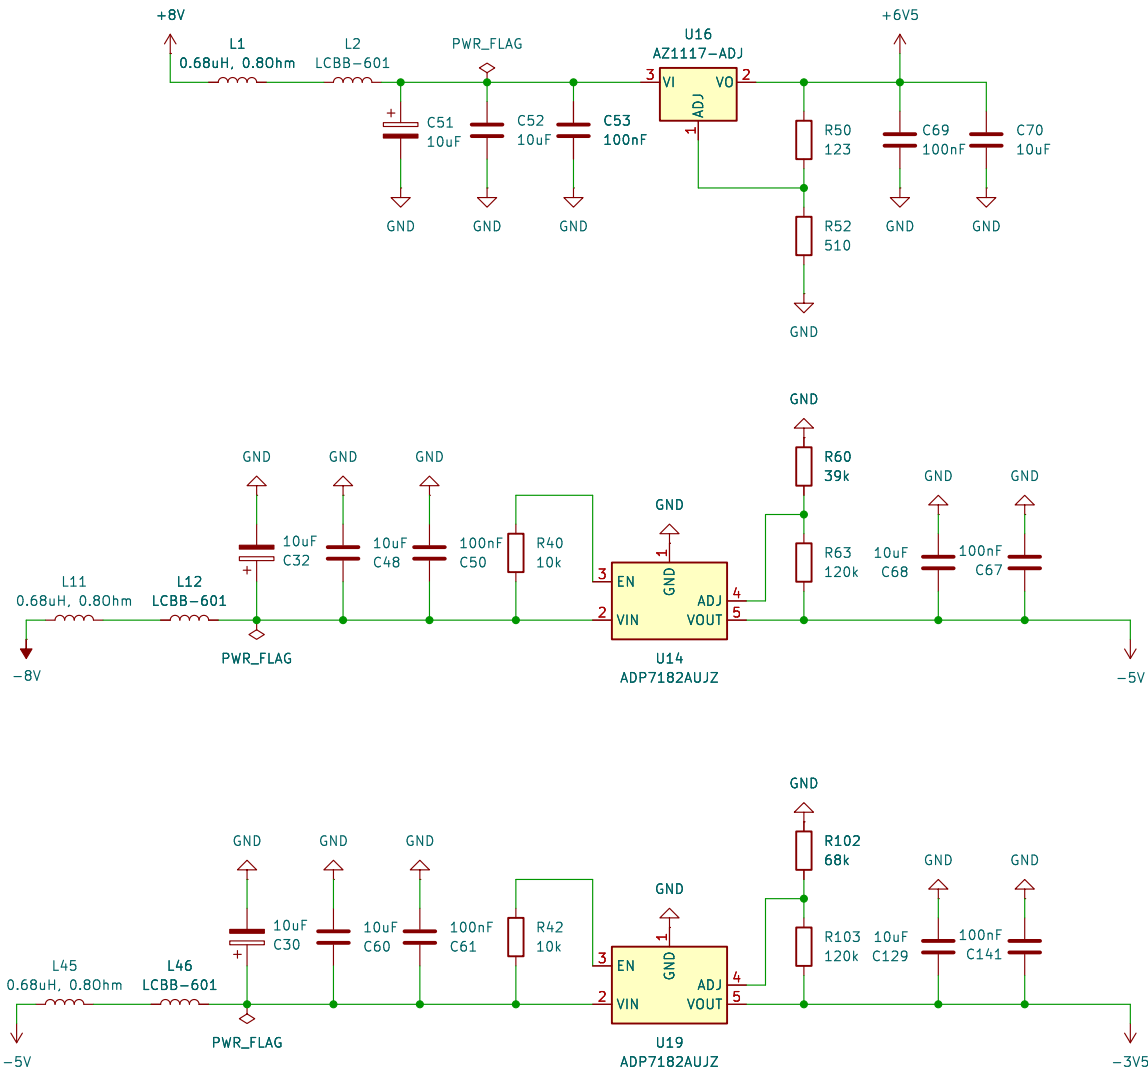 +8V
L1
0.68uH, 0.8Ohm
L2
LCBB-601
PWR_FLAG
U16
AZ1117-ADJ
3
VI
VO
2
ADJ
1
+6V5
C51
10uF
C52
10uF
C53
100nF
R50
123
C69
100nF
C70
10uF
GND
GND
GND
R52
510
GND
GND
GND
GND
R60
39k
GND
GND
GND
GND
GND
GND
10uF
C32
10uF
C48
100nF
C50
R40
10k
1
GND
3
EN
ADJ
4
2
VIN
VOUT
5
R63
120k
10uF
C68
100nF
C67
L11
0.68uH, 0.8Ohm
L12
LCBB-601
PWR_FLAG
-8V
U14
ADP7182AUJZ
-5V
GND
R102
68k
GND
GND
GND
GND
GND
GND
10uF
C30
10uF
C60
100nF
C61
R42
10k
1
GND
3
EN
ADJ
4
2
VIN
VOUT
5
R103
120k
10uF
C129
100nF
C141
L45
0.68uH, 0.8Ohm
L46
LCBB-601
PWR_FLAG
-5V
U19
ADP7182AUJZ
-3V5